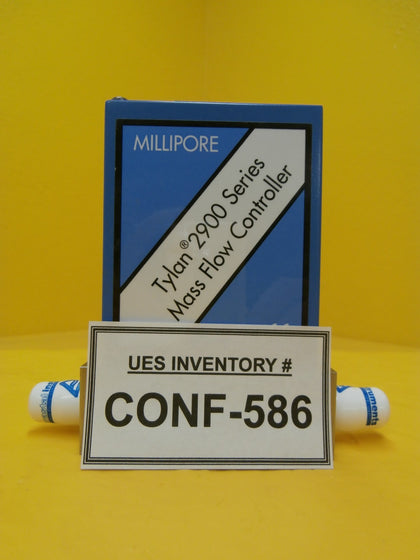 MILLIPORE
Tylan® 2900 Series
Mass Flow Controller
UES INVENTORY #
CONF-586